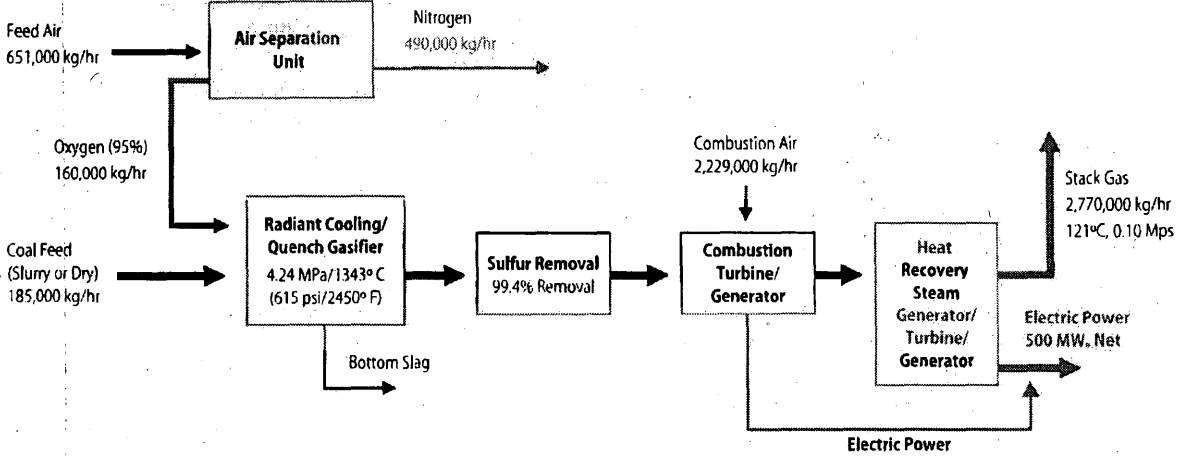 Feed Air
651,000 kg/hr
Air Separation
Unit
Nitrogen
490,000 kg/hr
Oxygen (95%)
160,000 kg/hr
Combustion Air
2,229,000 kg/hr
Stack Gas
2,770,000 kg/hr
121ºC, 0.10 Mps
Coal Feed
(Slurry or Dry)
185,000 kg/hr
Radiant Cooling/
Quench Gasifier
4.24 MPa/1343º C
(615 psi/2450º F)
Sulfur Removal
99.4% Removal
Combustion
Turbine/
Generator
Heat
Recovery
Steam
Generator/
Turbine/
Generator
Electric Power
500 MWe Net
Bottom Slag
Electric Power